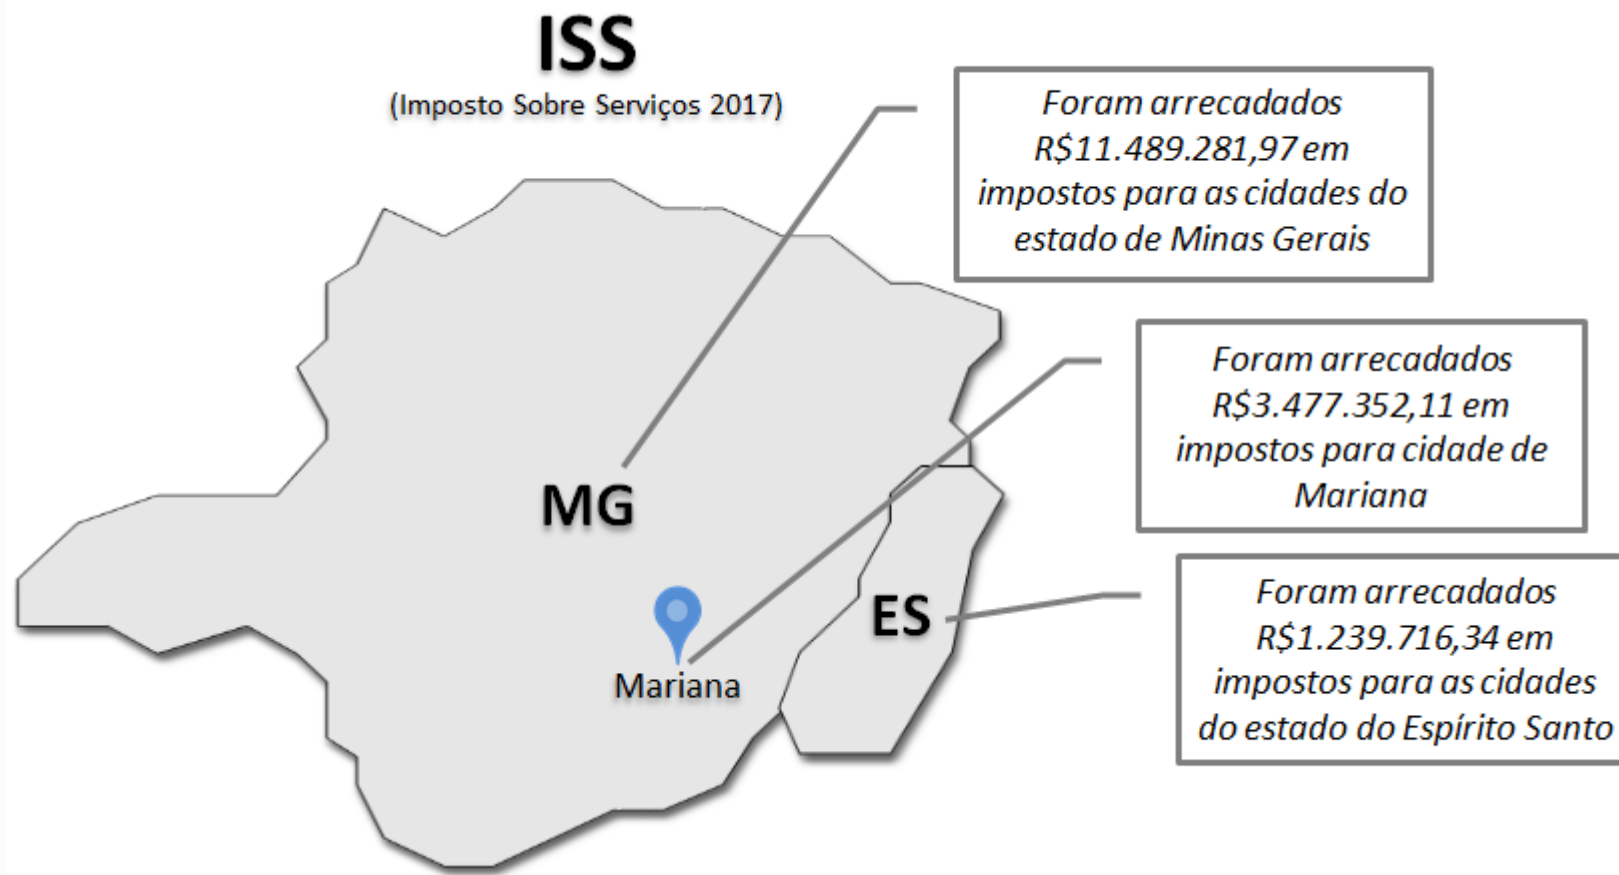 ISS
(Imposto Sobre Serviços 2017)
Foram arrecadados
R$11.489.281,97 em
impostos para as cidades do
estado de Minas Gerais
Foram arrecadados
R$3.477.352,11 em
impostos para cidade de
Mariana
MG
Foram arrecadados
R$1.239.716,34 em
impostos para as cidades
do estado do Espírito Santo
ES
Mariana